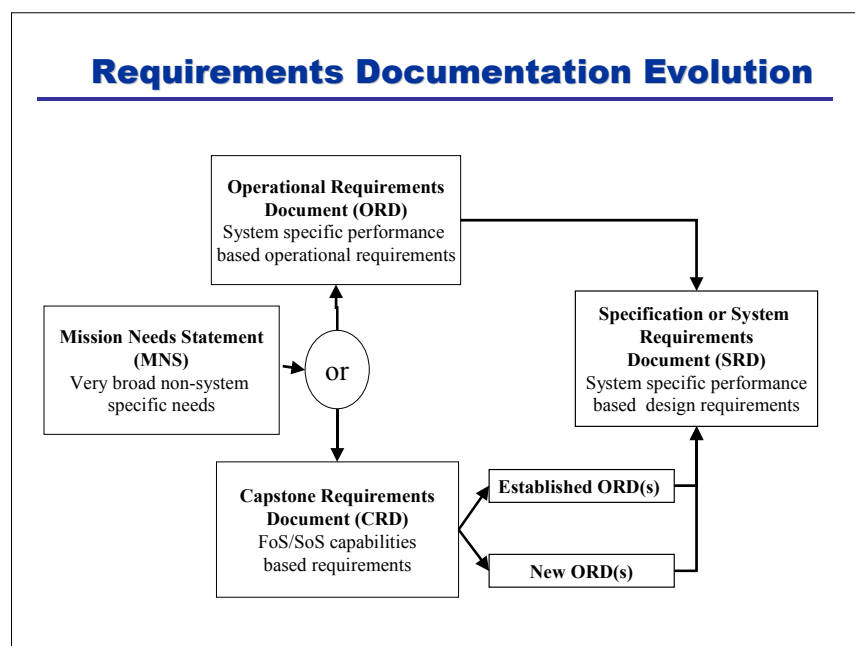 Requirements Documentation Evolution
Operational Requirements
Document (ORD)
System specific performance
based operational requirements
Mission Needs Statement
(MNS)
Very broad non-system
specific needs
or
Specification or System
Requirements
Document (SRD)
System specific performance
based design requirements
Capstone Requirements
Document (CRD)
FoS/SoS capabilities
based requirements
Established ORD(s)
New ORD(s)